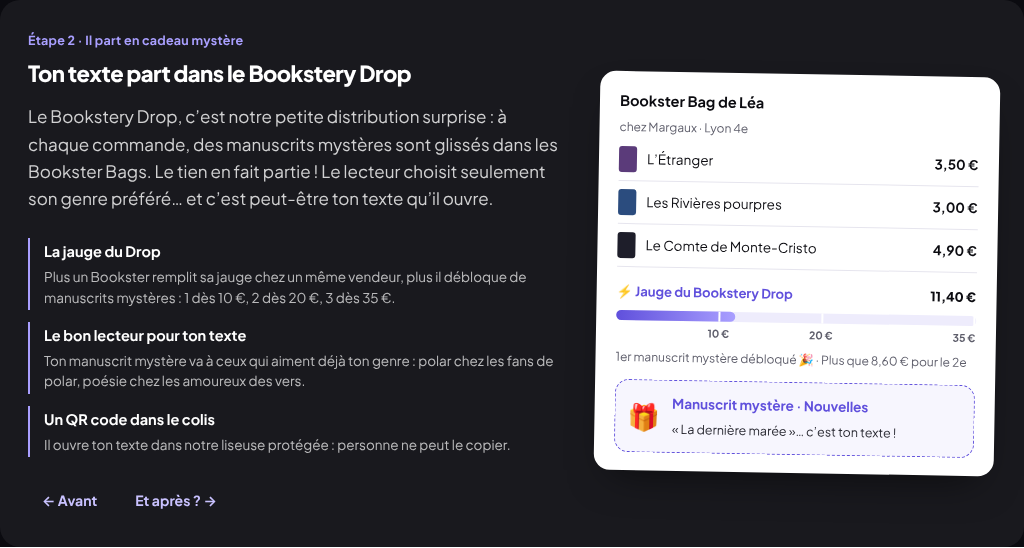 Étape 2 · Il part en cadeau mystère
Ton texte part dans le Bookstery Drop
Le Bookstery Drop, c’est notre petite distribution surprise : à
chaque commande, des manuscrits mystères sont glissés dans les
Bookster Bags. Le tien en fait partie ! Le lecteur choisit seulement
son genre préféré… et c’est peut-être ton texte qu’il ouvre.
La jauge du Drop
Plus un Bookster remplit sa jauge chez un même vendeur, plus il débloque de
manuscrits mystères : 1 dès 10 €, 2 dès 20 €, 3 dès 35 €.
Le bon lecteur pour ton texte
Ton manuscrit mystère va à ceux qui aiment déjà ton genre : polar chez les fans de
polar, poésie chez les amoureux des vers.
Un QR code dans le colis
Il ouvre ton texte dans notre liseuse protégée : personne ne peut le copier.
← Avant Et après ? →
Bookster Bag de Léa
chez Margaux · Lyon 4e
L’Étranger 3,50 €
Les Rivières pourpres 3,00 €
Le Comte de Monte-Cristo 4,90 €
⚡ Jauge du Bookstery Drop 11,40 €
10 € 20 € 35 €
1er manuscrit mystère débloqué 🎉 · Plus que 8,60 € pour le 2e
Manuscrit mystère · Nouvelles
« La dernière marée »… c’est ton texte !